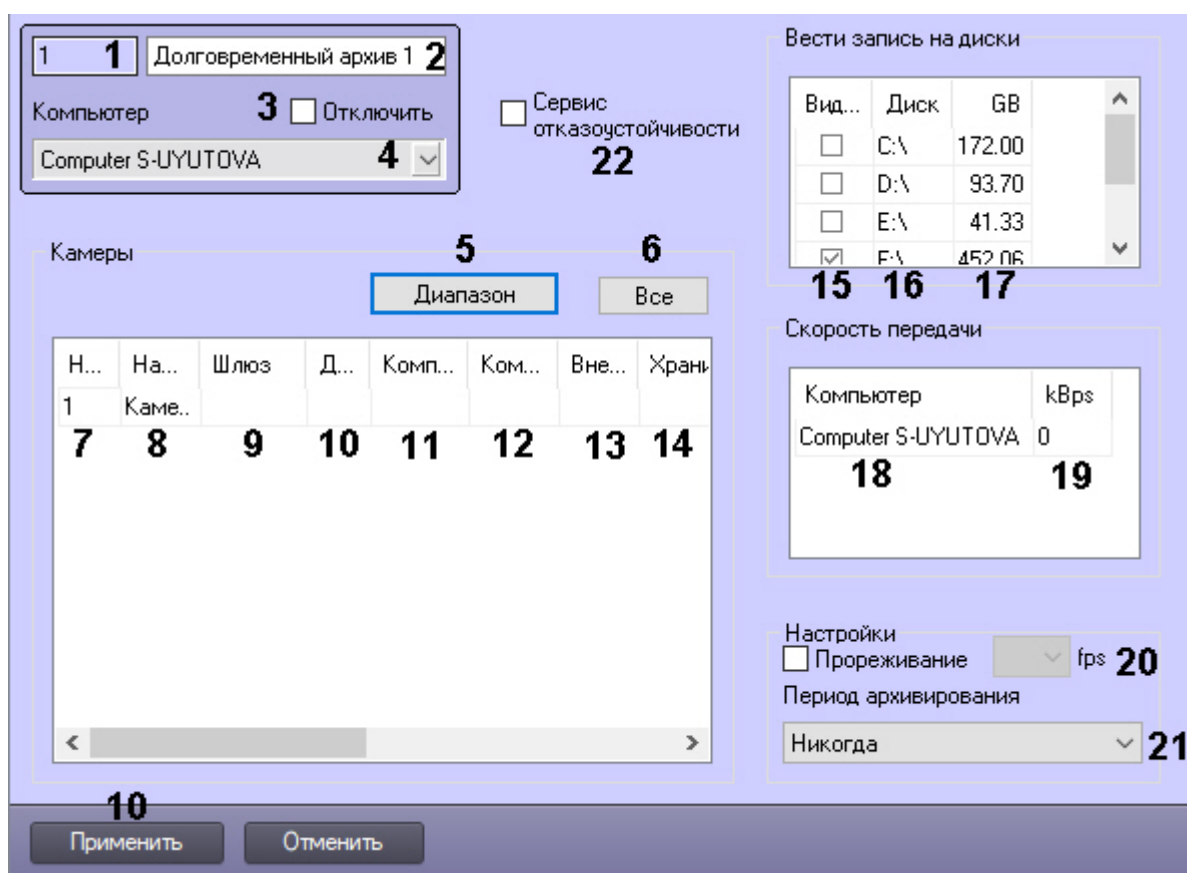 1 1 Долговременный архив 1 2
Компьютер 3 Отключить
Computer S-UYUTOVA 4
Сервис
отказоустойчивости
22
Вести запись на диски
Вид... Диск GB
C:\ 172.00
D:\ 93.70
E:\ 41.33
F:\ 452.06
15 16 17
Камеры 5 6
Диапазон Все
Н... На... Шлюз Д... Комп... Ком... Вне... Храни
1 Каме..
7 8 9 10 11 12 13 14
Скорость передачи
Компьютер kBps
Computer S-UYUTOVA 0
18 19
Настройки
Прореживание fps 20
Период архивирования
Никогда 21
10
Применить Отменить